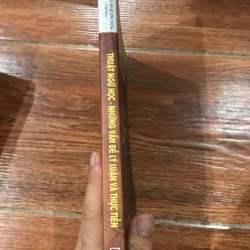 THUẬT NGỮ HỌC - NHỮNG VẤN ĐỀ LÝ LUẬN VÀ THỰC TIỄN